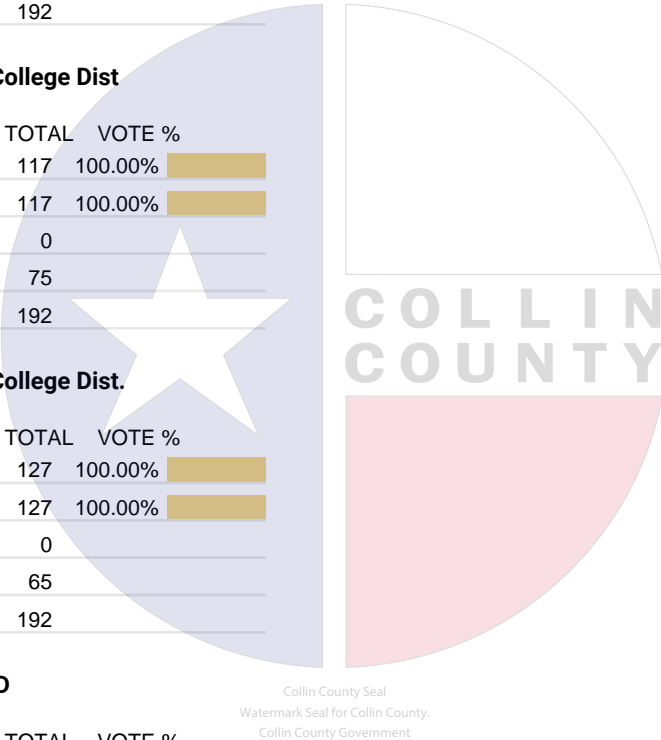 192
College Dist
TOTAL VOTE %
117 100.00%
117 100.00%
0
75
192
College Dist.
TOTAL VOTE %
127 100.00%
127 100.00%
0
65
192
O
TOTAL VOTE %
COLLIN
COUNTY
Collin County Seal
Watermark Seal for Collin County.
Collin County Government